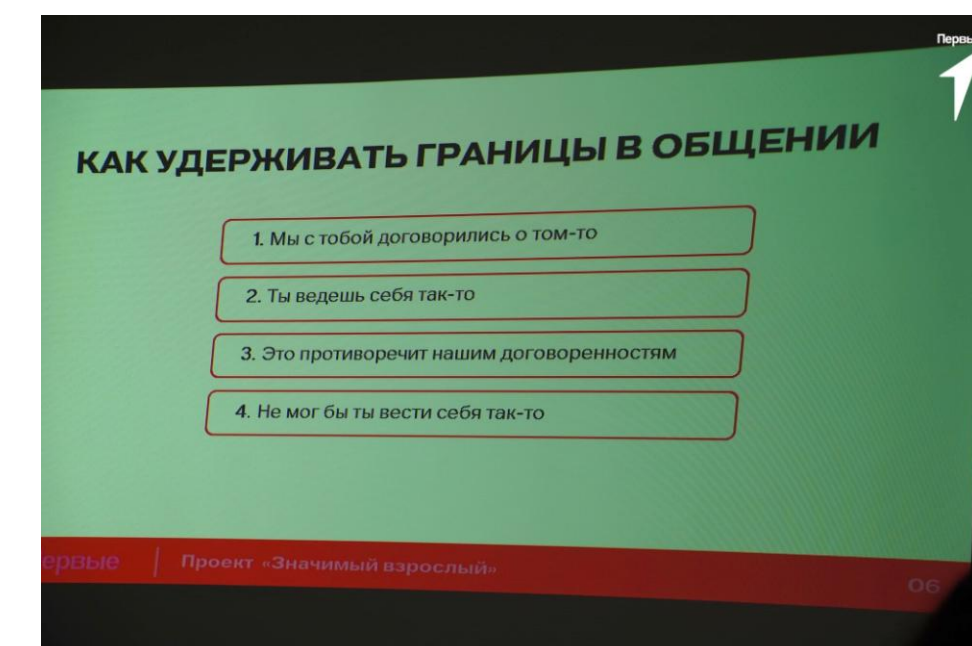 Первы
КАК УДЕРЖИВАТЬ ГРАНИЦЫ В ОБЩЕНИИ
1. Мы с тобой договорились о том-то
2. Ты ведешь себя так-то
3. Это противоречит нашим договоренностям
4. Не мог бы ты вести себя так-то
ервые
Проект «Значимый взрослый»
06